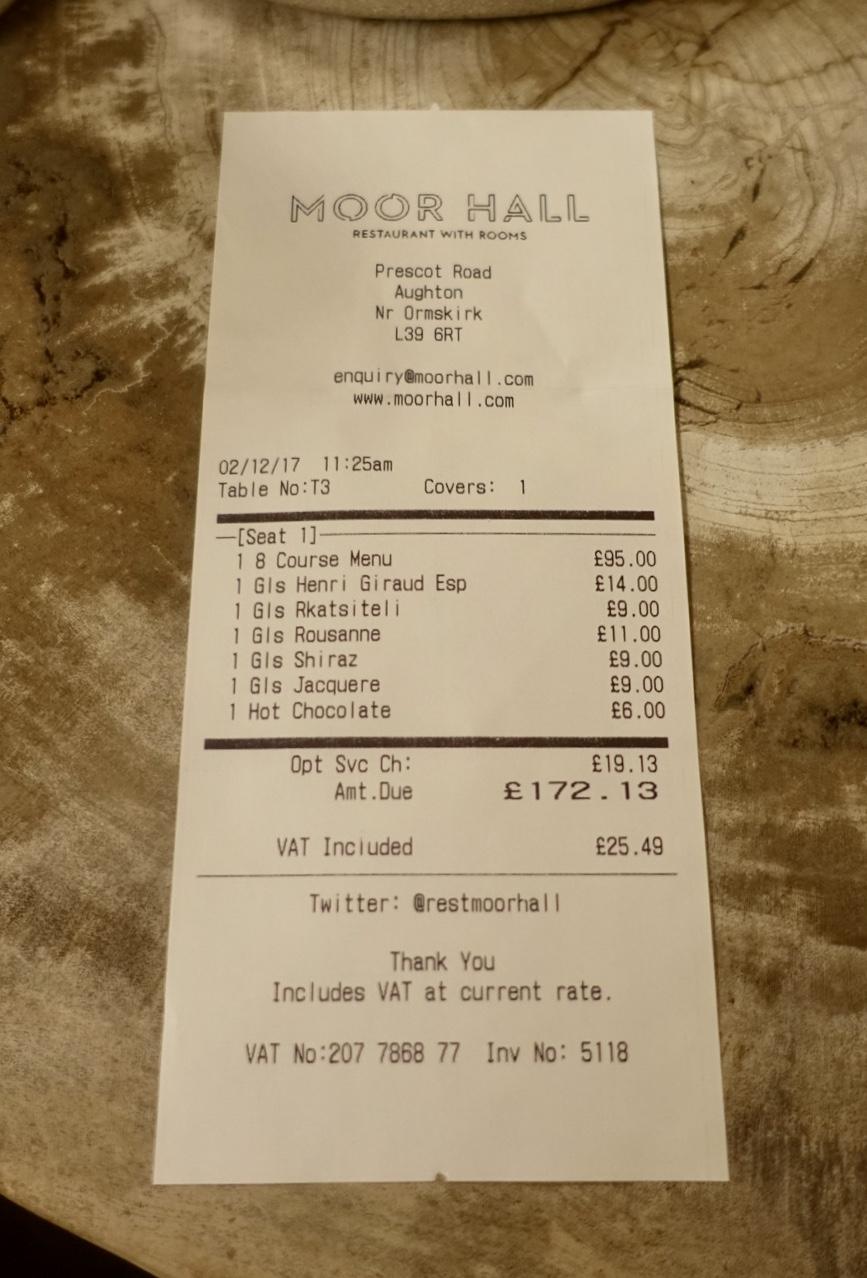 MOOR HALL
RESTAURANT WITH ROOMS
Prescot Road
Aughton
Nr Ormskirk
L39 6RT
enquiry@moorhall.com
www.moorhall.com
02/12/17 11:25am
Table No:T3 Covers: 1
[Seat 1]
1 8 Course Menu £95.00
1 Gls Henri Giraud Esp £14.00
1 Gls Rkatsiteli £9.00
1 Gls Rousanne £11.00
1 Gls Shiraz £9.00
1 Gls Jacquere £9.00
1 Hot Chocolate £6.00
Opt Svc Ch: £19.13
Amt.Due £172.13
VAT Included £25.49
Twitter: @restmoorhall
Thank You
Includes VAT at current rate.
VAT No:207 7868 77 Inv No: 5118